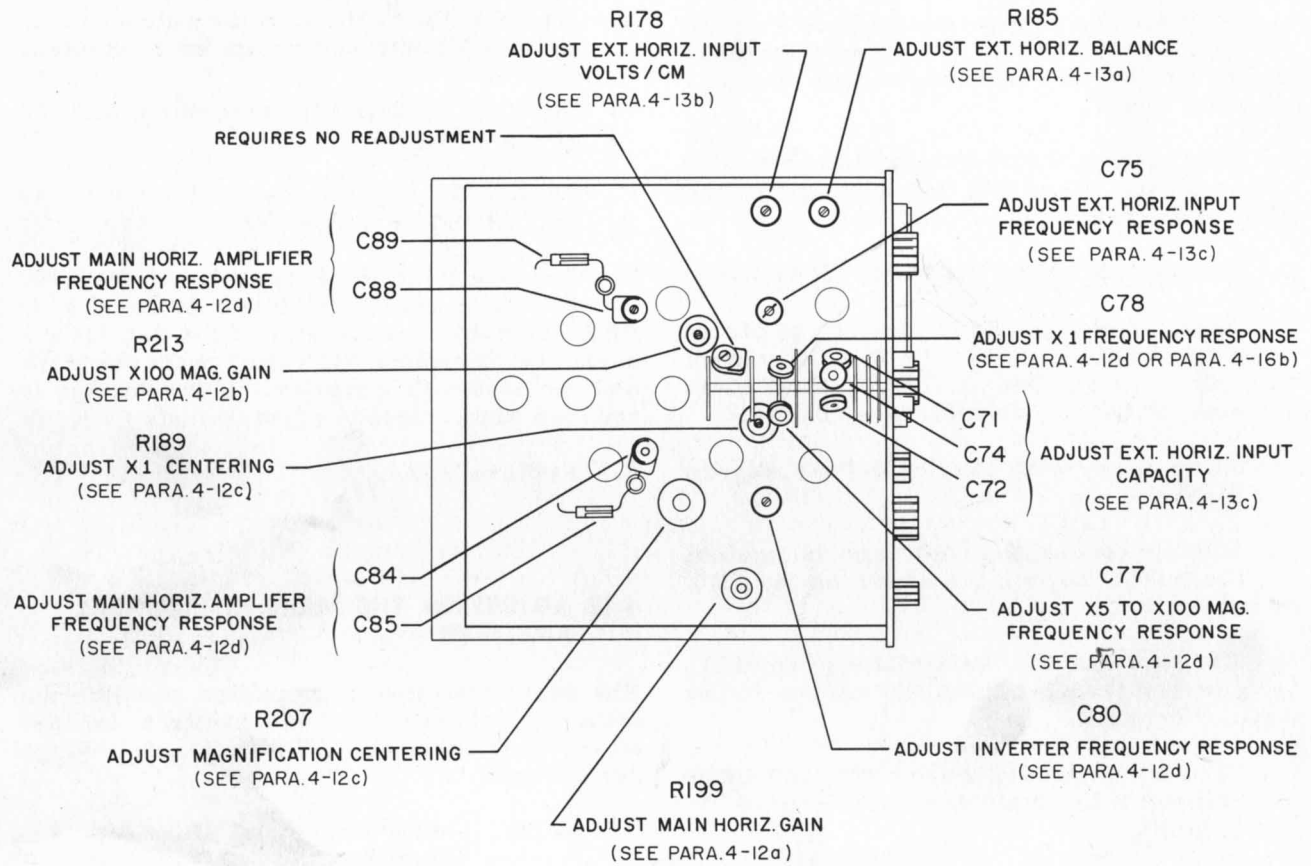 R178
ADJUST EXT. HORIZ. INPUT
VOLTS / CM
(SEE PARA. 4-13b)
R185
ADJUST EXT. HORIZ. BALANCE
(SEE PARA. 4-13a)
REQUIRES NO READJUSTMENT
C75
ADJUST EXT. HORIZ. INPUT
FREQUENCY RESPONSE
(SEE PARA. 4-13c)
C89
ADJUST MAIN HORIZ. AMPLIFIER
FREQUENCY RESPONSE
(SEE PARA. 4-12d)
C88
C78
ADJUST X 1 FREQUENCY RESPONSE
(SEE PARA. 4-12d OR PARA. 4-16b)
R213
ADJUST X100 MAG. GAIN
(SEE PARA. 4-12b)
C71
C74
C72
ADJUST EXT. HORIZ. INPUT
CAPACITY
(SEE PARA. 4-13c)
R189
ADJUST X 1 CENTERING
(SEE PARA. 4-12c)
C84
ADJUST MAIN HORIZ. AMPLIFER
FREQUENCY RESPONSE
(SEE PARA. 4-12d)
C85
C77
ADJUST X5 TO X100 MAG.
FREQUENCY RESPONSE
(SEE PARA. 4-12d)
R207
ADJUST MAGNIFICATION CENTERING
(SEE PARA. 4-12c)
C80
ADJUST INVERTER FREQUENCY RESPONSE
(SEE PARA. 4-12d)
R199
ADJUST MAIN HORIZ. GAIN
(SEE PARA. 4-12a)